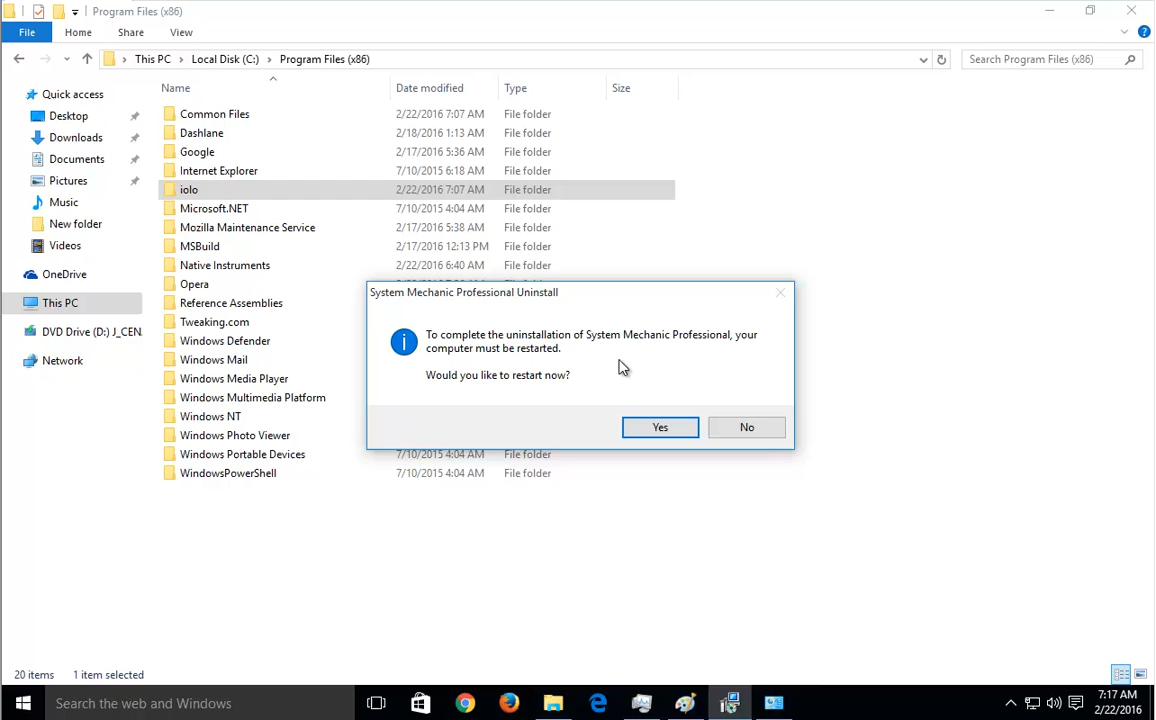 Program Files (x86)
File Home Share View
This PC Local Disk (C:) Program Files (x86) Search Program Files (x86)
Quick access
Desktop
Downloads
Documents
Pictures
Music
New folder
Videos
OneDrive
This PC
DVD Drive (D:) J_CEN
Network
Name Date modified Type Size
Common Files 2/22/2016 7:07 AM File folder
Dashlane 2/18/2016 1:13 AM File folder
Google 2/17/2016 5:36 AM File folder
Internet Explorer 7/10/2015 6:18 AM File folder
iolo 2/22/2016 7:07 AM File folder
Microsoft.NET 7/10/2015 4:04 AM File folder
Mozilla Maintenance Service 2/17/2016 5:38 AM File folder
MSBuild 2/17/2016 12:13 PM File folder
Native Instruments 2/22/2016 6:40 AM File folder
Opera
Reference Assemblies
Tweaking.com
Windows Defender
Windows Mail
Windows Media Player
Windows Multimedia Platform
Windows NT
Windows Photo Viewer
Windows Portable Devices 7/10/2015 4:04 AM File folder
WindowsPowerShell 7/10/2015 4:04 AM File folder
System Mechanic Professional Uninstall
To complete the uninstallation of System Mechanic Professional, your
computer must be restarted.
Would you like to restart now?
Yes No
20 items 1 item selected
Search the web and Windows
7:17 AM
2/22/2016